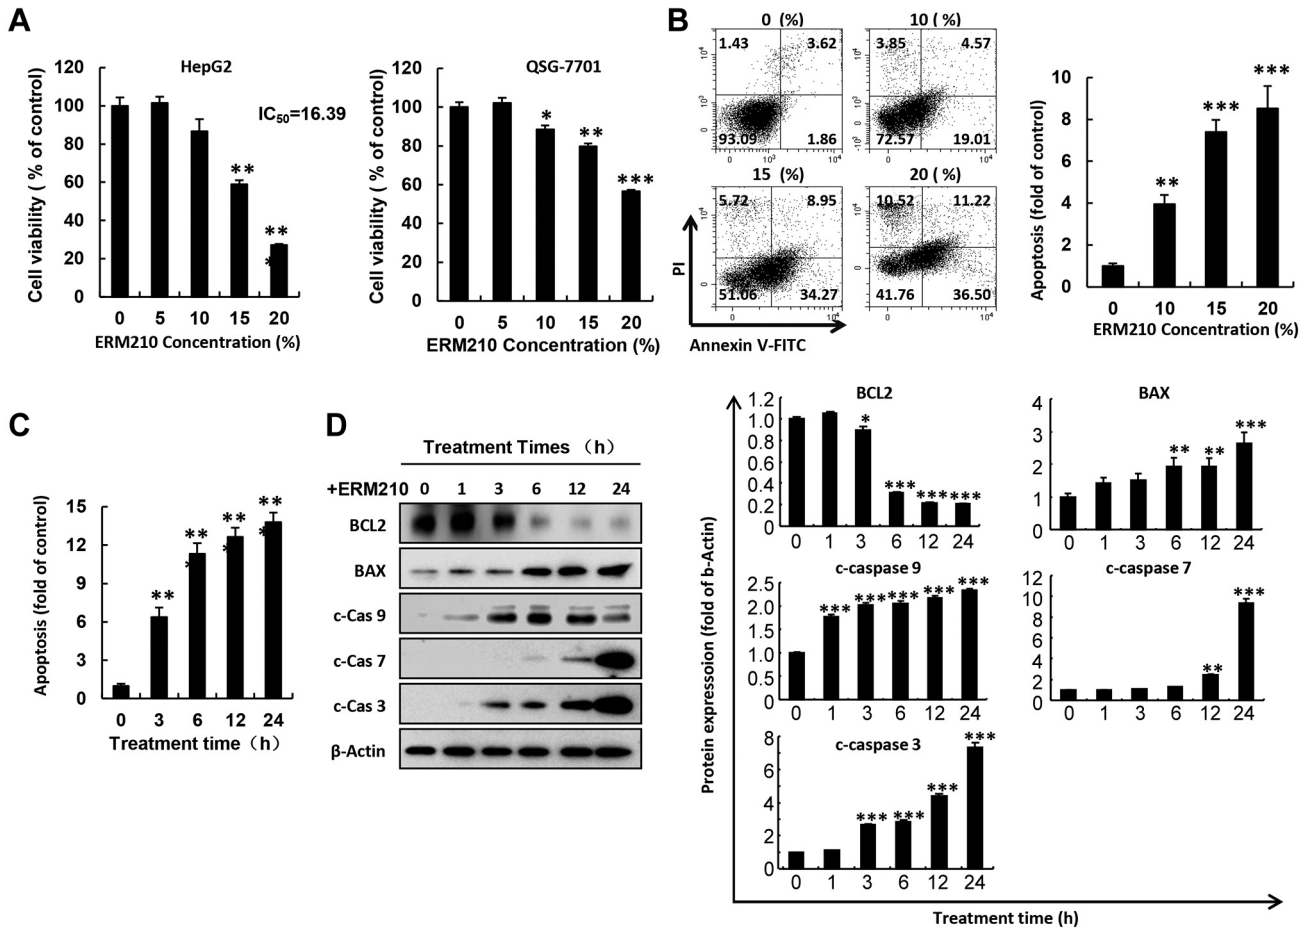 A
HepG2
IC50=16.39
Cell viability ( % of control)
120
100
80
60
40
20
0
**
**
*
0 5 10 15 20
ERM210 Concentration (%)
QSG-7701
Cell viability ( % of control)
120
100
80
60
40
20
0
*
**
***
0 5 10 15 20
ERM210 Concentration (%)
B
0 (%)
1.43 3.62
93.09 1.86
10 ( %)
3.85 4.57
72.57 19.01
15 (%)
5.72 8.95
51.06 34.27
20 (%)
10.52 11.22
41.76 36.50
PI
Annexin V-FITC
Apoptosis (fold of control)
10
8
6
4
2
0
**
***
***
0 10 15 20
ERM210 Concentration (%)
C
Apoptosis (fold of control)
15
12
9
6
3
0
**
**
*
**
*
**
*
0 3 6 12 24
Treatment time (h)
D
Treatment Times (h)
+ERM210 0 1 3 6 12 24
BCL2
BAX
c-Cas 9
c-Cas 7
c-Cas 3
β-Actin
Protein expressoion (fold of b-Actin)
BCL2
1.2
1.0
0.8
0.6
0.4
0.2
0
*
*** *** ***
0 1 3 6 12 24
BAX
4
3
2
1
0
** ** ***
0 1 3 6 12 24
c-caspase 9
2.5
2.0
1.5
1.0
0.5
0.0
*** *** *** *** ***
0 1 3 6 12 24
c-caspase 7
12
10
8
6
4
2
0
** ***
0 1 3 6 12 24
c-caspase 3
8
6
4
2
0
*** *** *** ***
0 1 3 6 12 24
Treatment time (h)